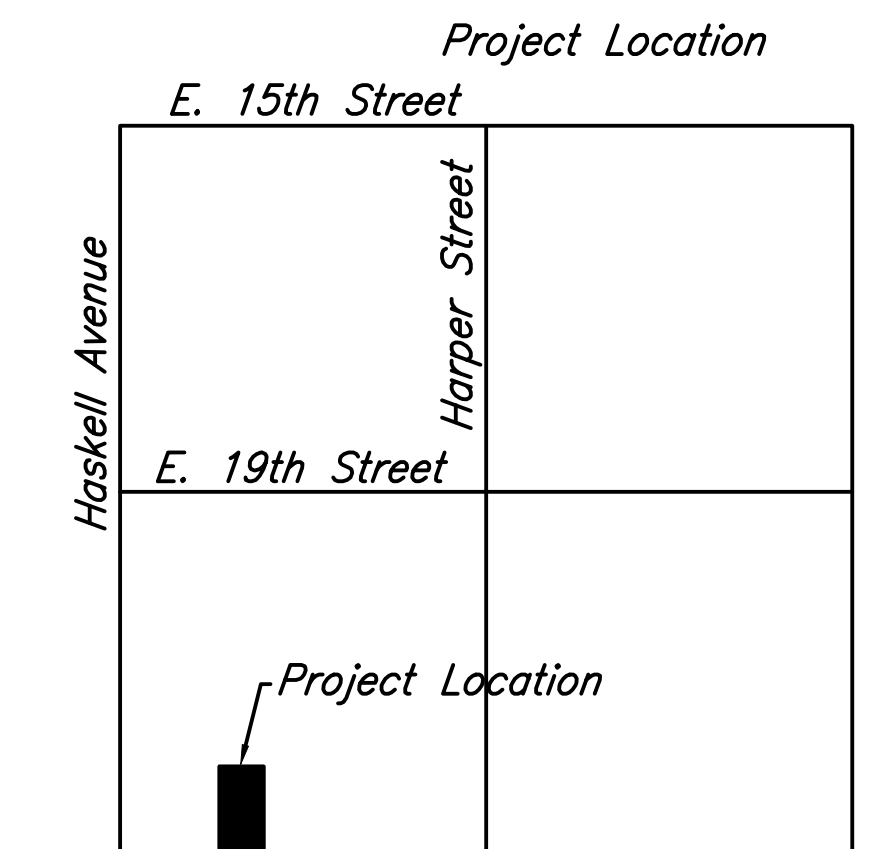 Project Location
E. 15th Street
Harper Street
Haskell Avenue
E. 19th Street
Project Location